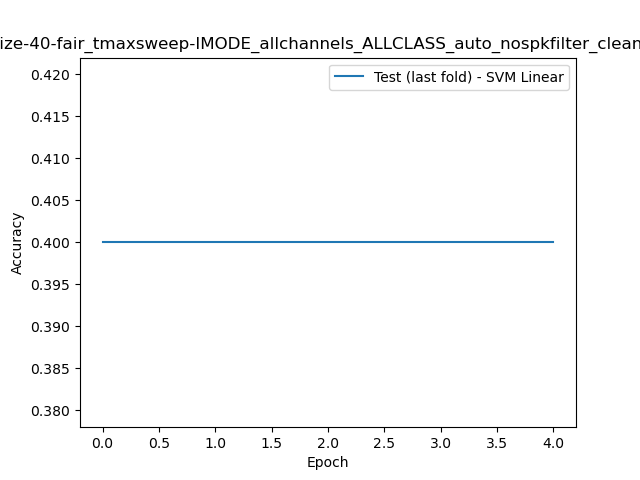 ize-40-fair_tmaxsweep-IMODE_allchannels_ALLCLASS_auto_nospkfilter_clean
Test (last fold) - SVM Linear
0.420
0.415
0.410
0.405
0.400
0.395
0.390
0.385
0.380
Accuracy
0.0 0.5 1.0 1.5 2.0 2.5 3.0 3.5 4.0
Epoch